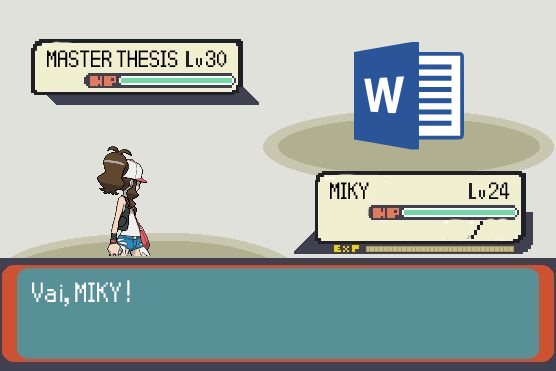 MASTER THESIS Lv30
HP
W
MIKY Lv24
HP
/
EXP
Vai, MIKY!